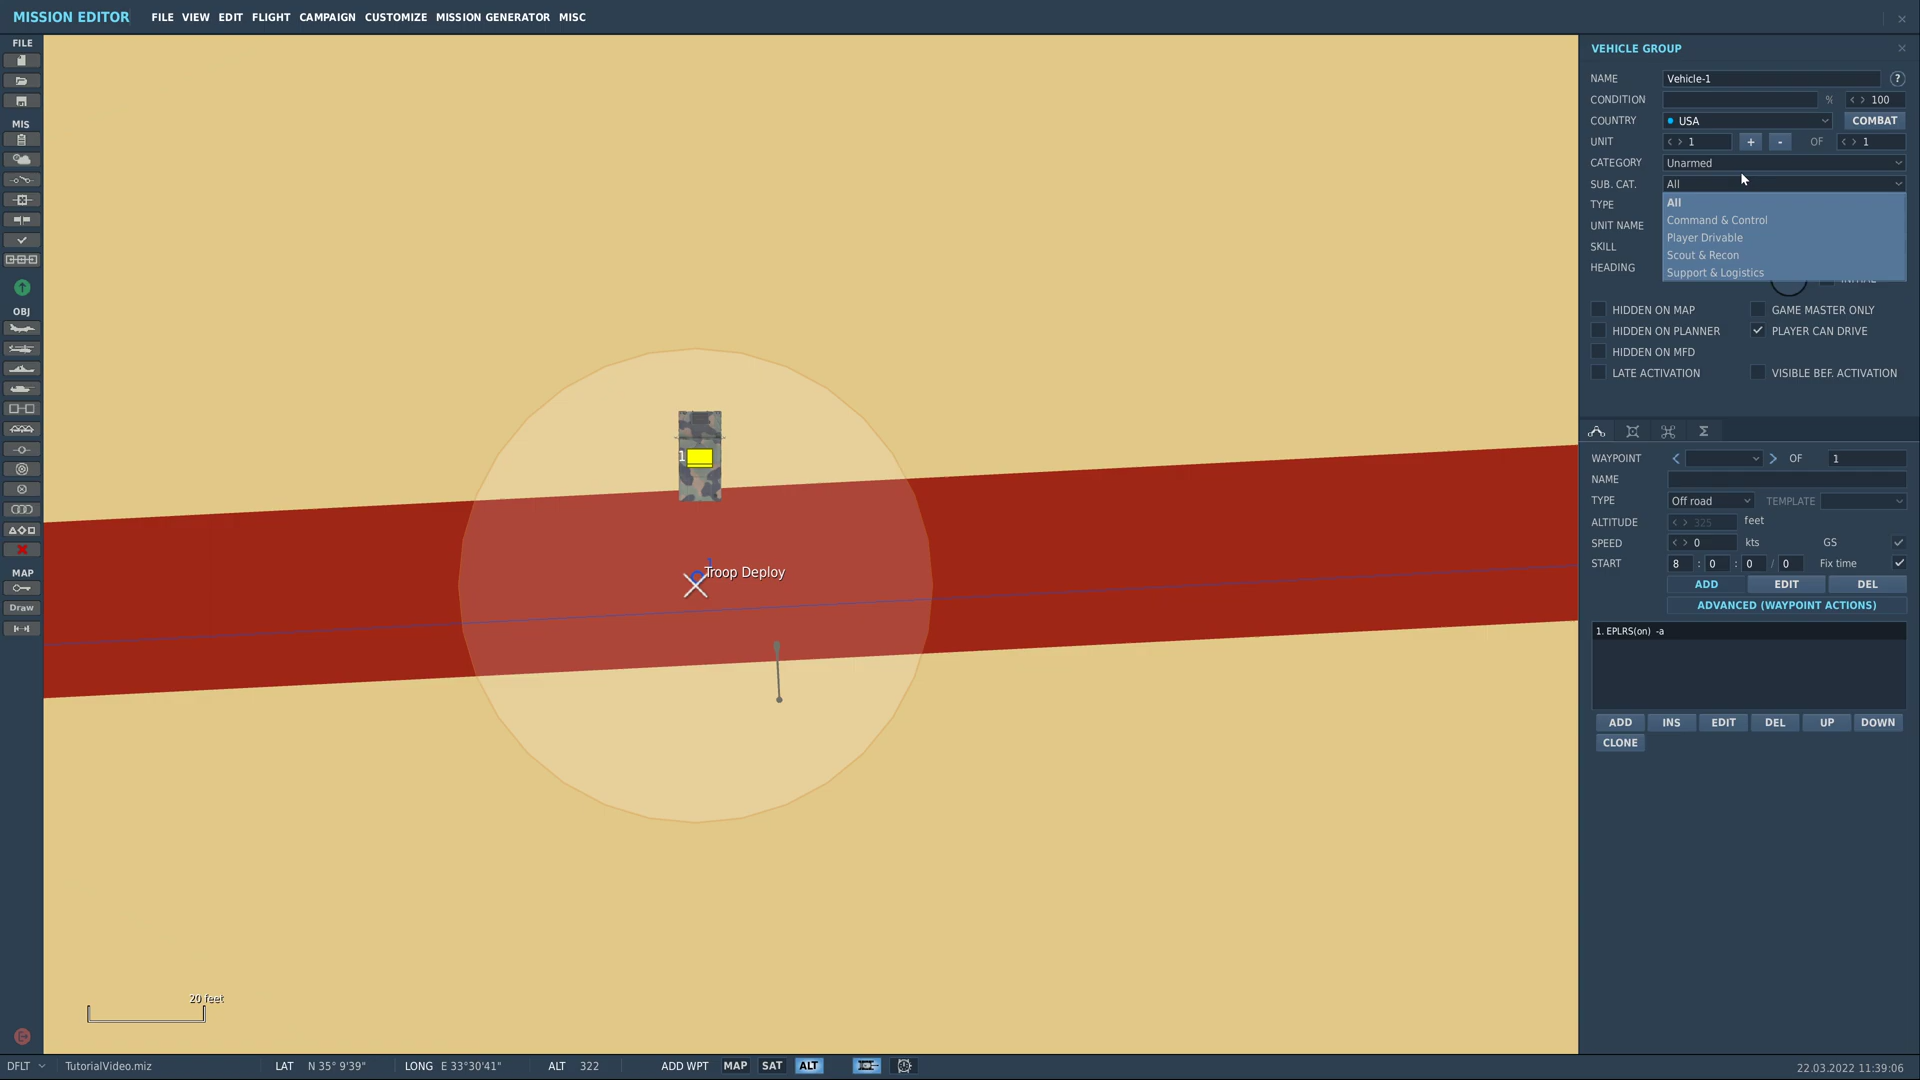 MISSION EDITOR FILE VIEW EDIT FLIGHT CAMPAIGN CUSTOMIZE MISSION GENERATOR MISC
FILE
MIS
OBJ
MAP
Draw
1
1
Troop Deploy
20 feet
VEHICLE GROUP
NAME Vehicle-1 ?
CONDITION % < > 100
COUNTRY USA COMBAT
UNIT < > 1 + - OF < > 1
CATEGORY Unarmed
SUB. CAT. All
TYPE All
Command & Control
UNIT NAME
Player Drivable
SKILL Scout & Recon
HEADING Support & Logistics
HIDDEN ON MAP GAME MASTER ONLY
HIDDEN ON PLANNER PLAYER CAN DRIVE
HIDDEN ON MFD
LATE ACTIVATION VISIBLE BEF. ACTIVATION
WAYPOINT < > OF 1
NAME
TYPE Off road TEMPLATE
ALTITUDE < > 325 feet
SPEED < > 0 kts GS
START 8 : 0 : 0 / 0 Fix time
ADD EDIT DEL
ADVANCED (WAYPOINT ACTIONS)
1. EPLRS(on) -a
ADD INS EDIT DEL UP DOWN
CLONE
DFLT TutorialVideo.miz LAT N 35° 9'39" LONG E 33°30'41" ALT 322 ADD WPT MAP SAT ALT 22.03.2022 11:39:06